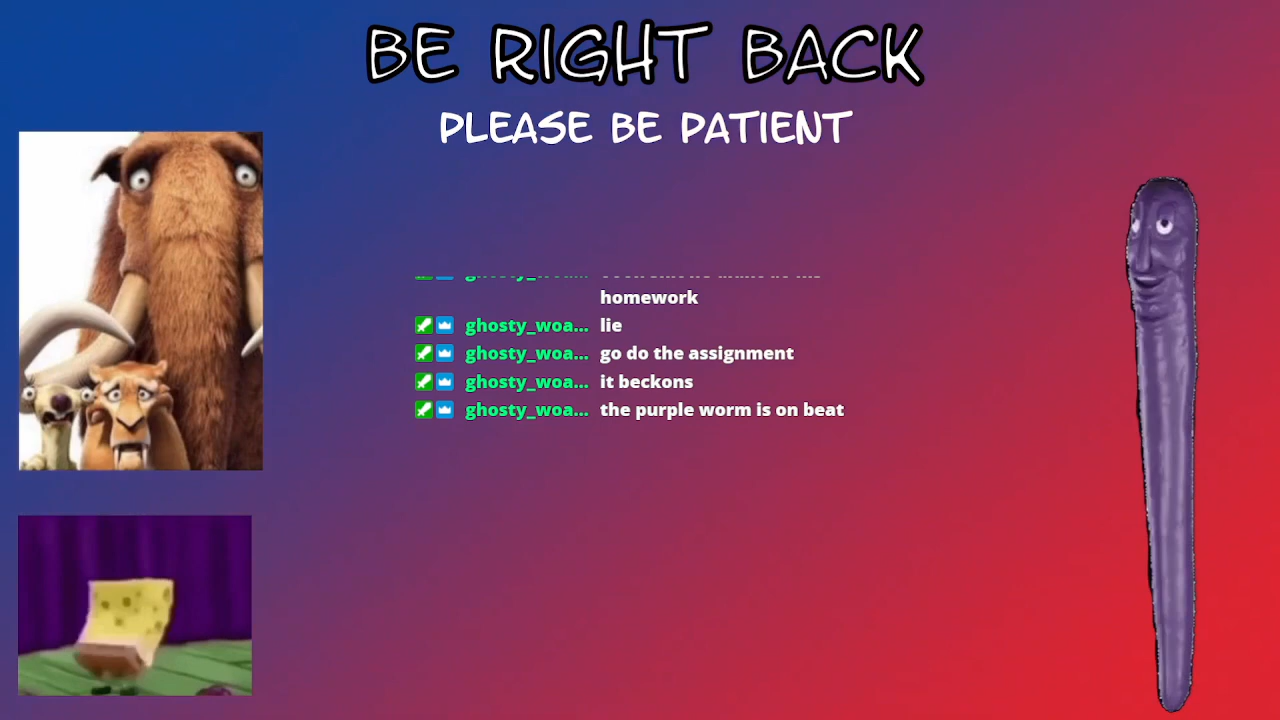 BE RIGHT BACK
PLEASE BE PATIENT
homework
ghosty_woa... lie
ghosty_woa... go do the assignment
ghosty_woa... it beckons
ghosty_woa... the purple worm is on beat